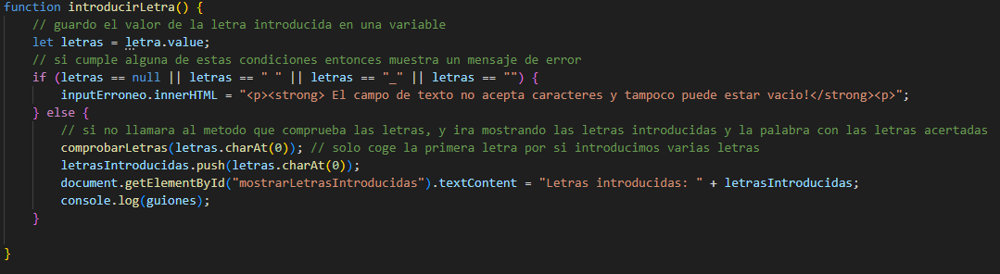 function introducirLetra() {
// guardo el valor de la letra introducida en una variable
let letras = letra.value;
// si cumple alguna de estas condiciones entonces muestra un mensaje de error
if (letras == null || letras == " " || letras == "_" || letras == "") {
inputErroneo.innerHTML = "<p><strong> El campo de texto no acepta caracteres y tampoco puede estar vacio!</strong><p>";
} else {
// si no llamara al metodo que comprueba las letras, y ira mostrando las letras introducidas y la palabra con las letras acertadas
comprobarLetras(letras.charAt(0)); // solo coge la primera letra por si introducimos varias letras
letrasIntroducidas.push(letras.charAt(0));
document.getElementById("mostrarLetrasIntroducidas").textContent = "Letras introducidas: " + letrasIntroducidas;
console.log(guiones);
}
}